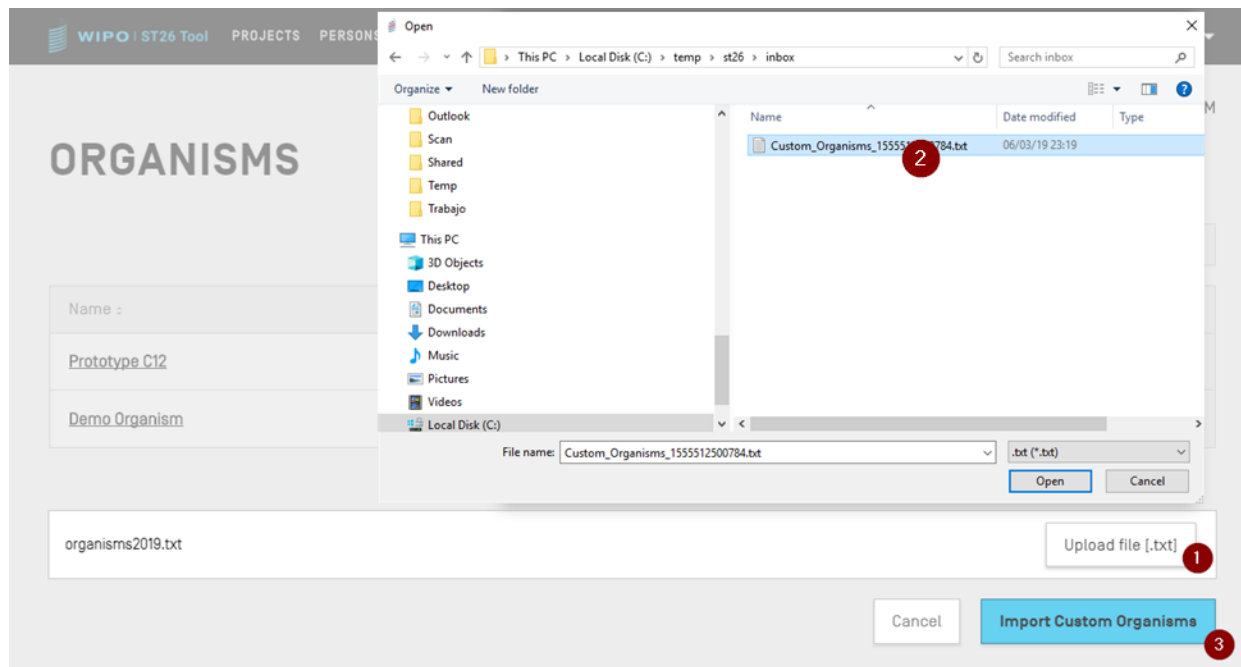 WIPO | ST26 Tool PROJECTS PERSONS
Open
This PC > Local Disk (C:) > temp > st26 > inbox
Search inbox
Organize New folder
Outlook
Scan
Shared
Temp
Trabajo
This PC
3D Objects
Desktop
Documents
Downloads
Music
Pictures
Videos
Local Disk (C:)
Name Date modified Type
Custom_Organisms_15555 784.txt 06/03/19 23:19
2
File name: Custom_Organisms_1555512500784.txt .txt (*.txt)
Open Cancel
M
ORGANISMS
Name
Prototype C12
Demo Organism
organisms2019.txt Upload file [.txt]
1
Cancel Import Custom Organisms
3